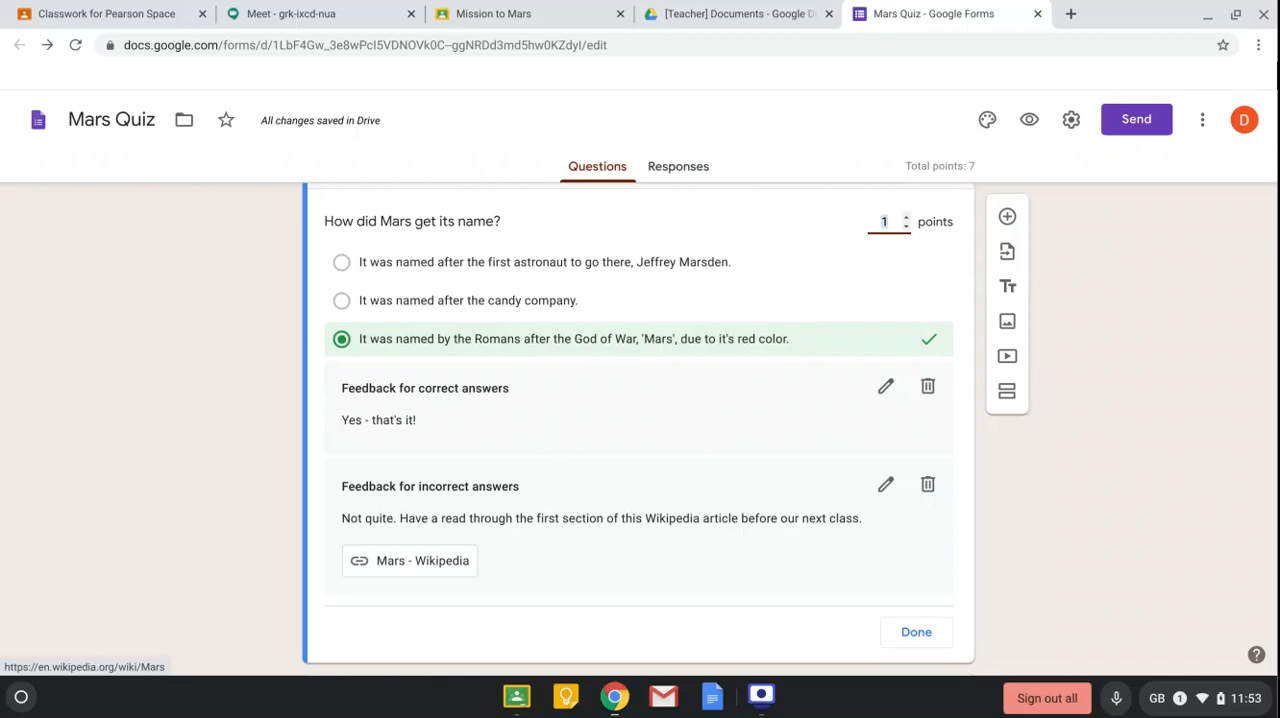 Classwork for Pearson Space
Meet - grk-ixcd-nua
Mission to Mars
[Teacher] Documents - Google D
Mars Quiz - Google Forms
docs.google.com/forms/d/1LbF4Gw_3e8wPcI5VDNOVk0C--ggNRDd3md5hw0KZdyI/edit
Mars Quiz
All changes saved in Drive
Send
D
Questions
Responses
Total points: 7
How did Mars get its name?
1 points
It was named after the first astronaut to go there, Jeffrey Marsden.
It was named after the candy company.
It was named by the Romans after the God of War, 'Mars', due to it's red color.
Feedback for correct answers
Yes - that's it!
Feedback for incorrect answers
Not quite. Have a read through the first section of this Wikipedia article before our next class.
Mars - Wikipedia
Done
https://en.wikipedia.org/wiki/Mars
Sign out all
GB 1 11:53